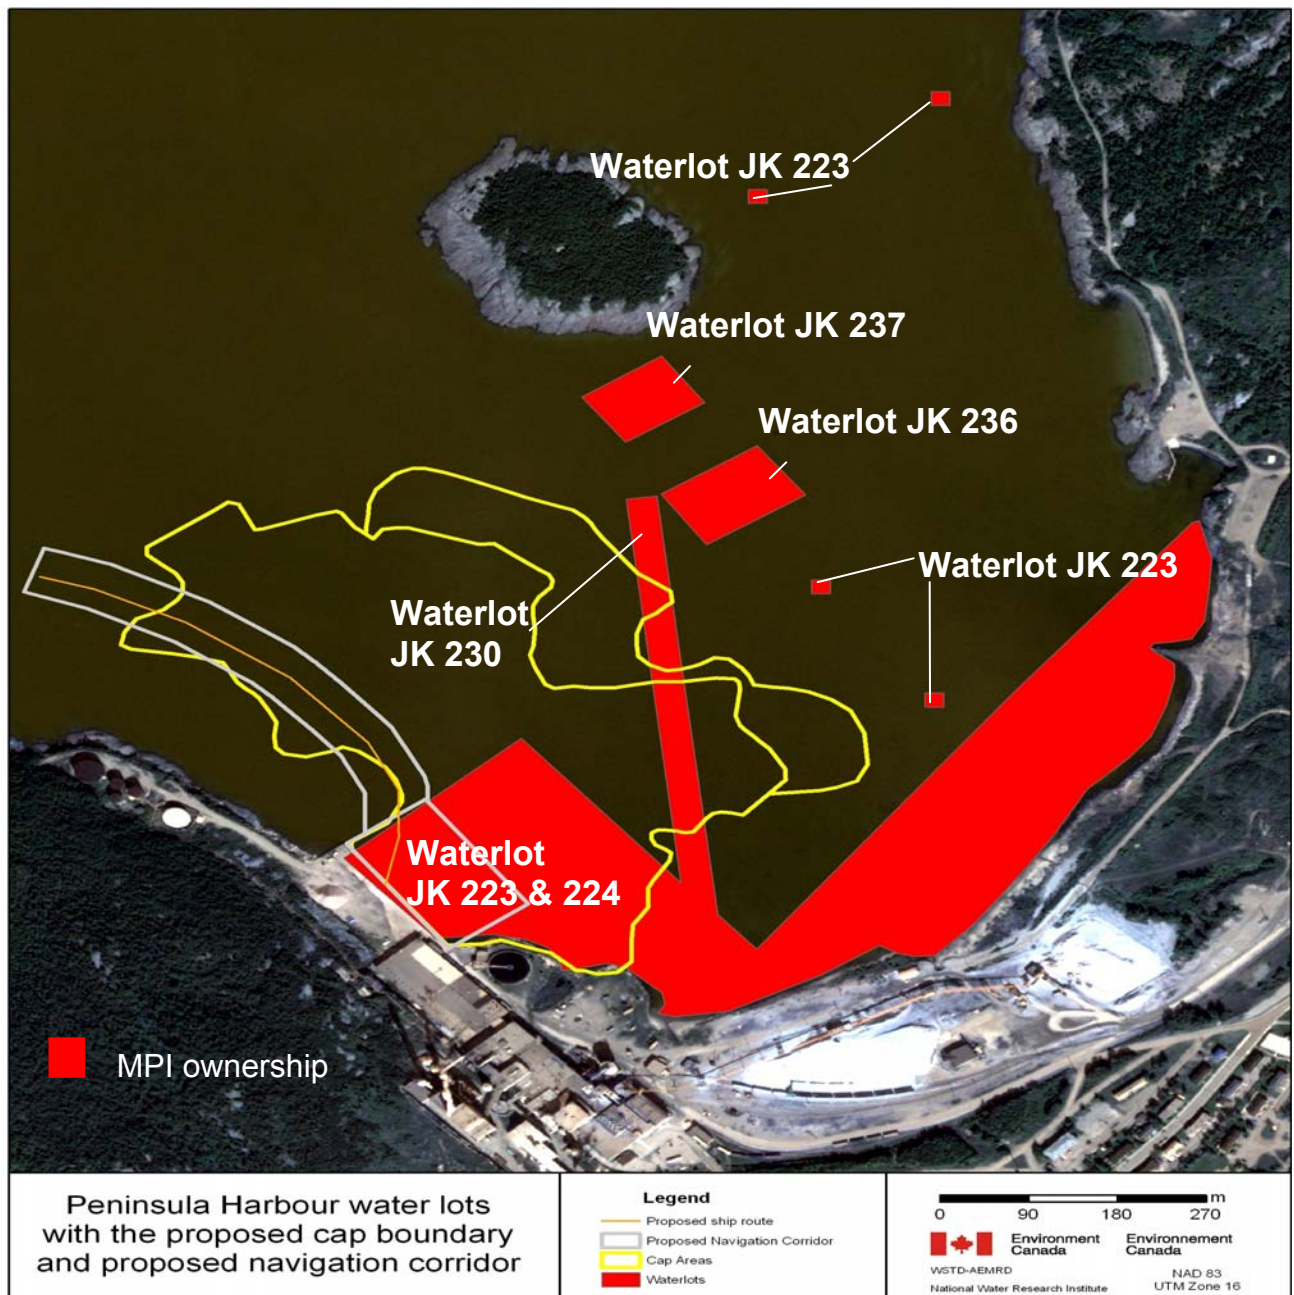 Waterlot JK 223
Waterlot JK 237
Waterlot JK 236
Waterlot JK 223
Waterlot
JK 230
Waterlot
JK 223 & 224
MPI ownership
Peninsula Harbour water lots
with the proposed cap boundary
and proposed navigation corridor
Legend
Proposed ship route
Proposed Navigation Corridor
Cap Areas
Waterlots
m
0 90 180 270
Environment
Canada
Environnement
Canada
WSTD-AEMRD
National Water Research Institute
NAD 83
UTM Zone 16